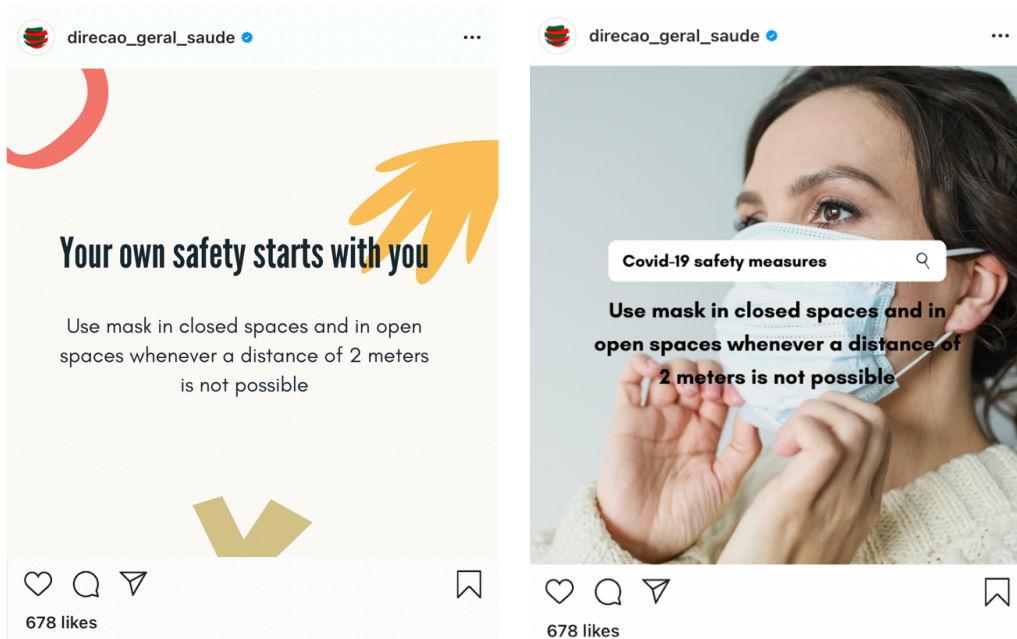 direcao_geral_saude
Your own safety starts with you
Use mask in closed spaces and in open
spaces whenever a distance of 2 meters
is not possible
678 likes
direcao_geral_saude
Covid-19 safety measures
Use mask in closed spaces and in
open spaces whenever a distance of
2 meters is not possible
678 likes